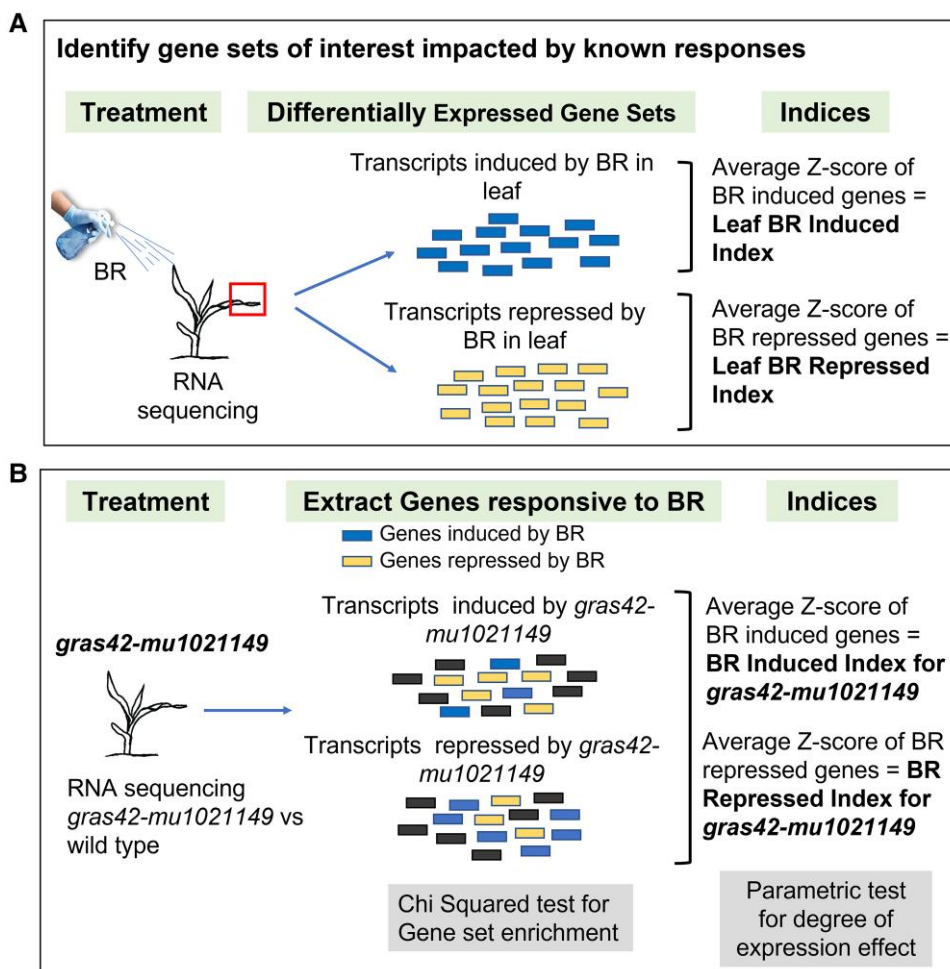 A
Identify gene sets of interest impacted by known responses
Treatment
Differentially Expressed Gene Sets
Indices
BR
RNA
sequencing
Transcripts induced by BR in
leaf
Transcripts repressed by
BR in leaf
Average Z-score of
BR induced genes =
Leaf BR Induced
Index
Average Z-score of
BR repressed genes =
Leaf BR Repressed
Index
B
Treatment
Extract Genes responsive to BR
Indices
Genes induced by BR
Genes repressed by BR
gras42-mu1021149
RNA sequencing
gras42-mu1021149 vs
wild type
Transcripts induced by gras42-
mu1021149
Transcripts repressed by gras42-
mu1021149
Average Z-score of
BR induced genes =
BR Induced Index for
gras42-mu1021149
Average Z-score of BR
repressed genes = BR
Repressed Index for
gras42-mu1021149
Chi Squared test for
Gene set enrichment
Parametric test
for degree of
expression effect